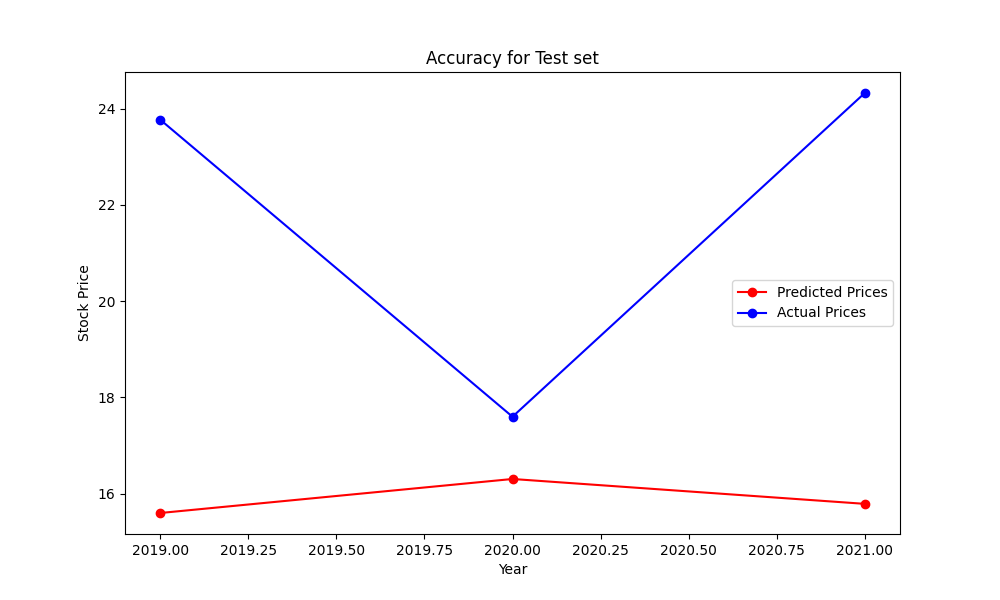 Accuracy for Test set
24
22
20
18
16
Stock Price
Predicted Prices
Actual Prices
2019.00 2019.25 2019.50 2019.75 2020.00 2020.25 2020.50 2020.75 2021.00
Year